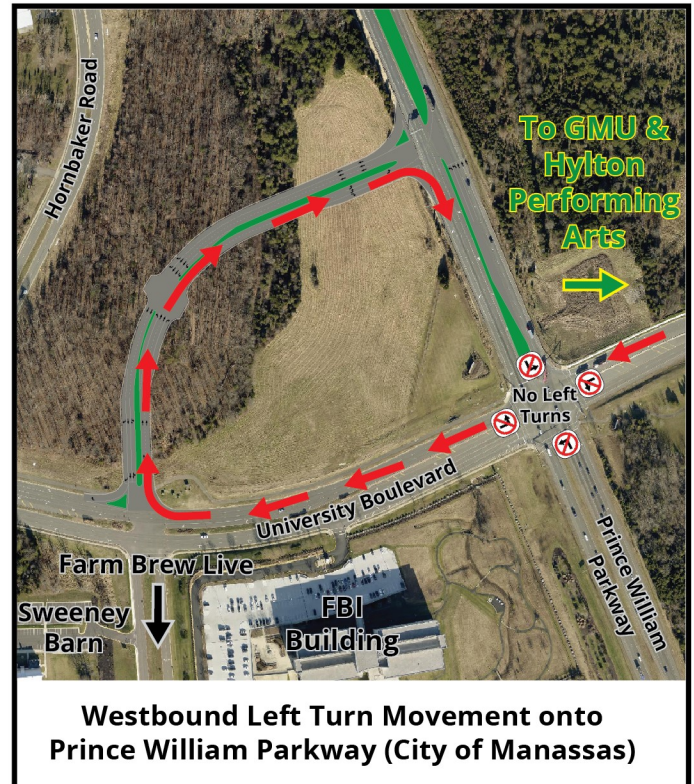 Hornbaker Road
To GMU &
Hylton
Performing
Arts
No Left
Turns
University Boulevard
Prince William
Parkway
Farm Brew Live
Sweeney
Barn
FBI
Building
Westbound Left Turn Movement onto
Prince William Parkway (City of Manassas)